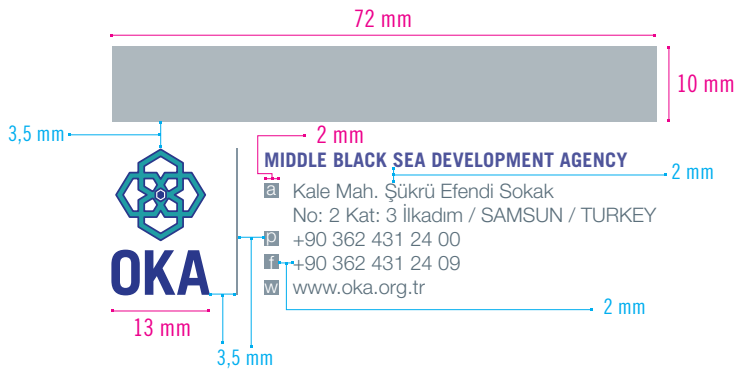 72 mm
10 mm
3,5 mm
2 mm
MIDDLE BLACK SEA DEVELOPMENT AGENCY
2 mm
a Kale Mah. Şükrü Efendi Sokak
No: 2 Kat: 3 İlkadım / SAMSUN / TURKEY
p +90 362 431 24 00
f +90 362 431 24 09
w www.oka.org.tr
OKA
2 mm
13 mm
3,5 mm